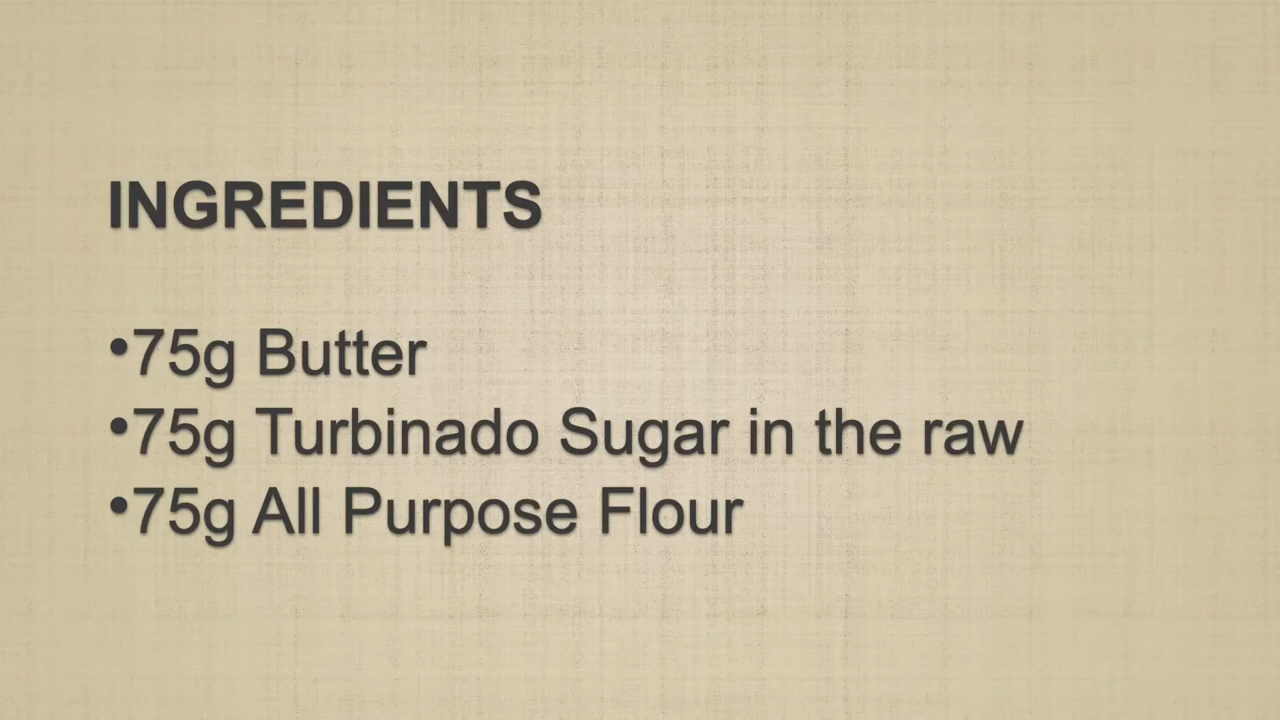 INGREDIENTS
•75g Butter
•75g Turbinado Sugar in the raw
•75g All Purpose Flour